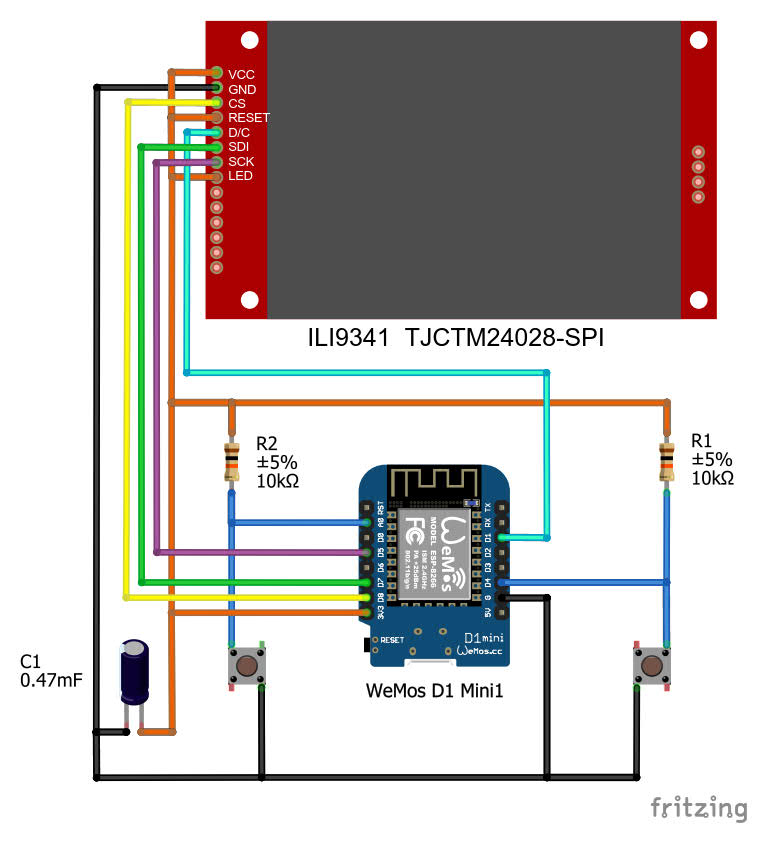 VCC
GND
CS
RESET
D/C
SDI
SCK
LED
ILI9341 TJCTM24028-SPI
R2
±5%
10kΩ
R1
±5%
10kΩ
RST
A0
D0
D5
D6
D7
D8
3V3
TX
RX
D1
D2
D3
D4
G
5V
WeMos
MODEL ESP-8266
FC
ISM 2.4GHz
PA +25dBm
802.11b/g/n
RESET
D1mini
WeMos.cc
C1
0.47mF
WeMos D1 Mini1
fritzing